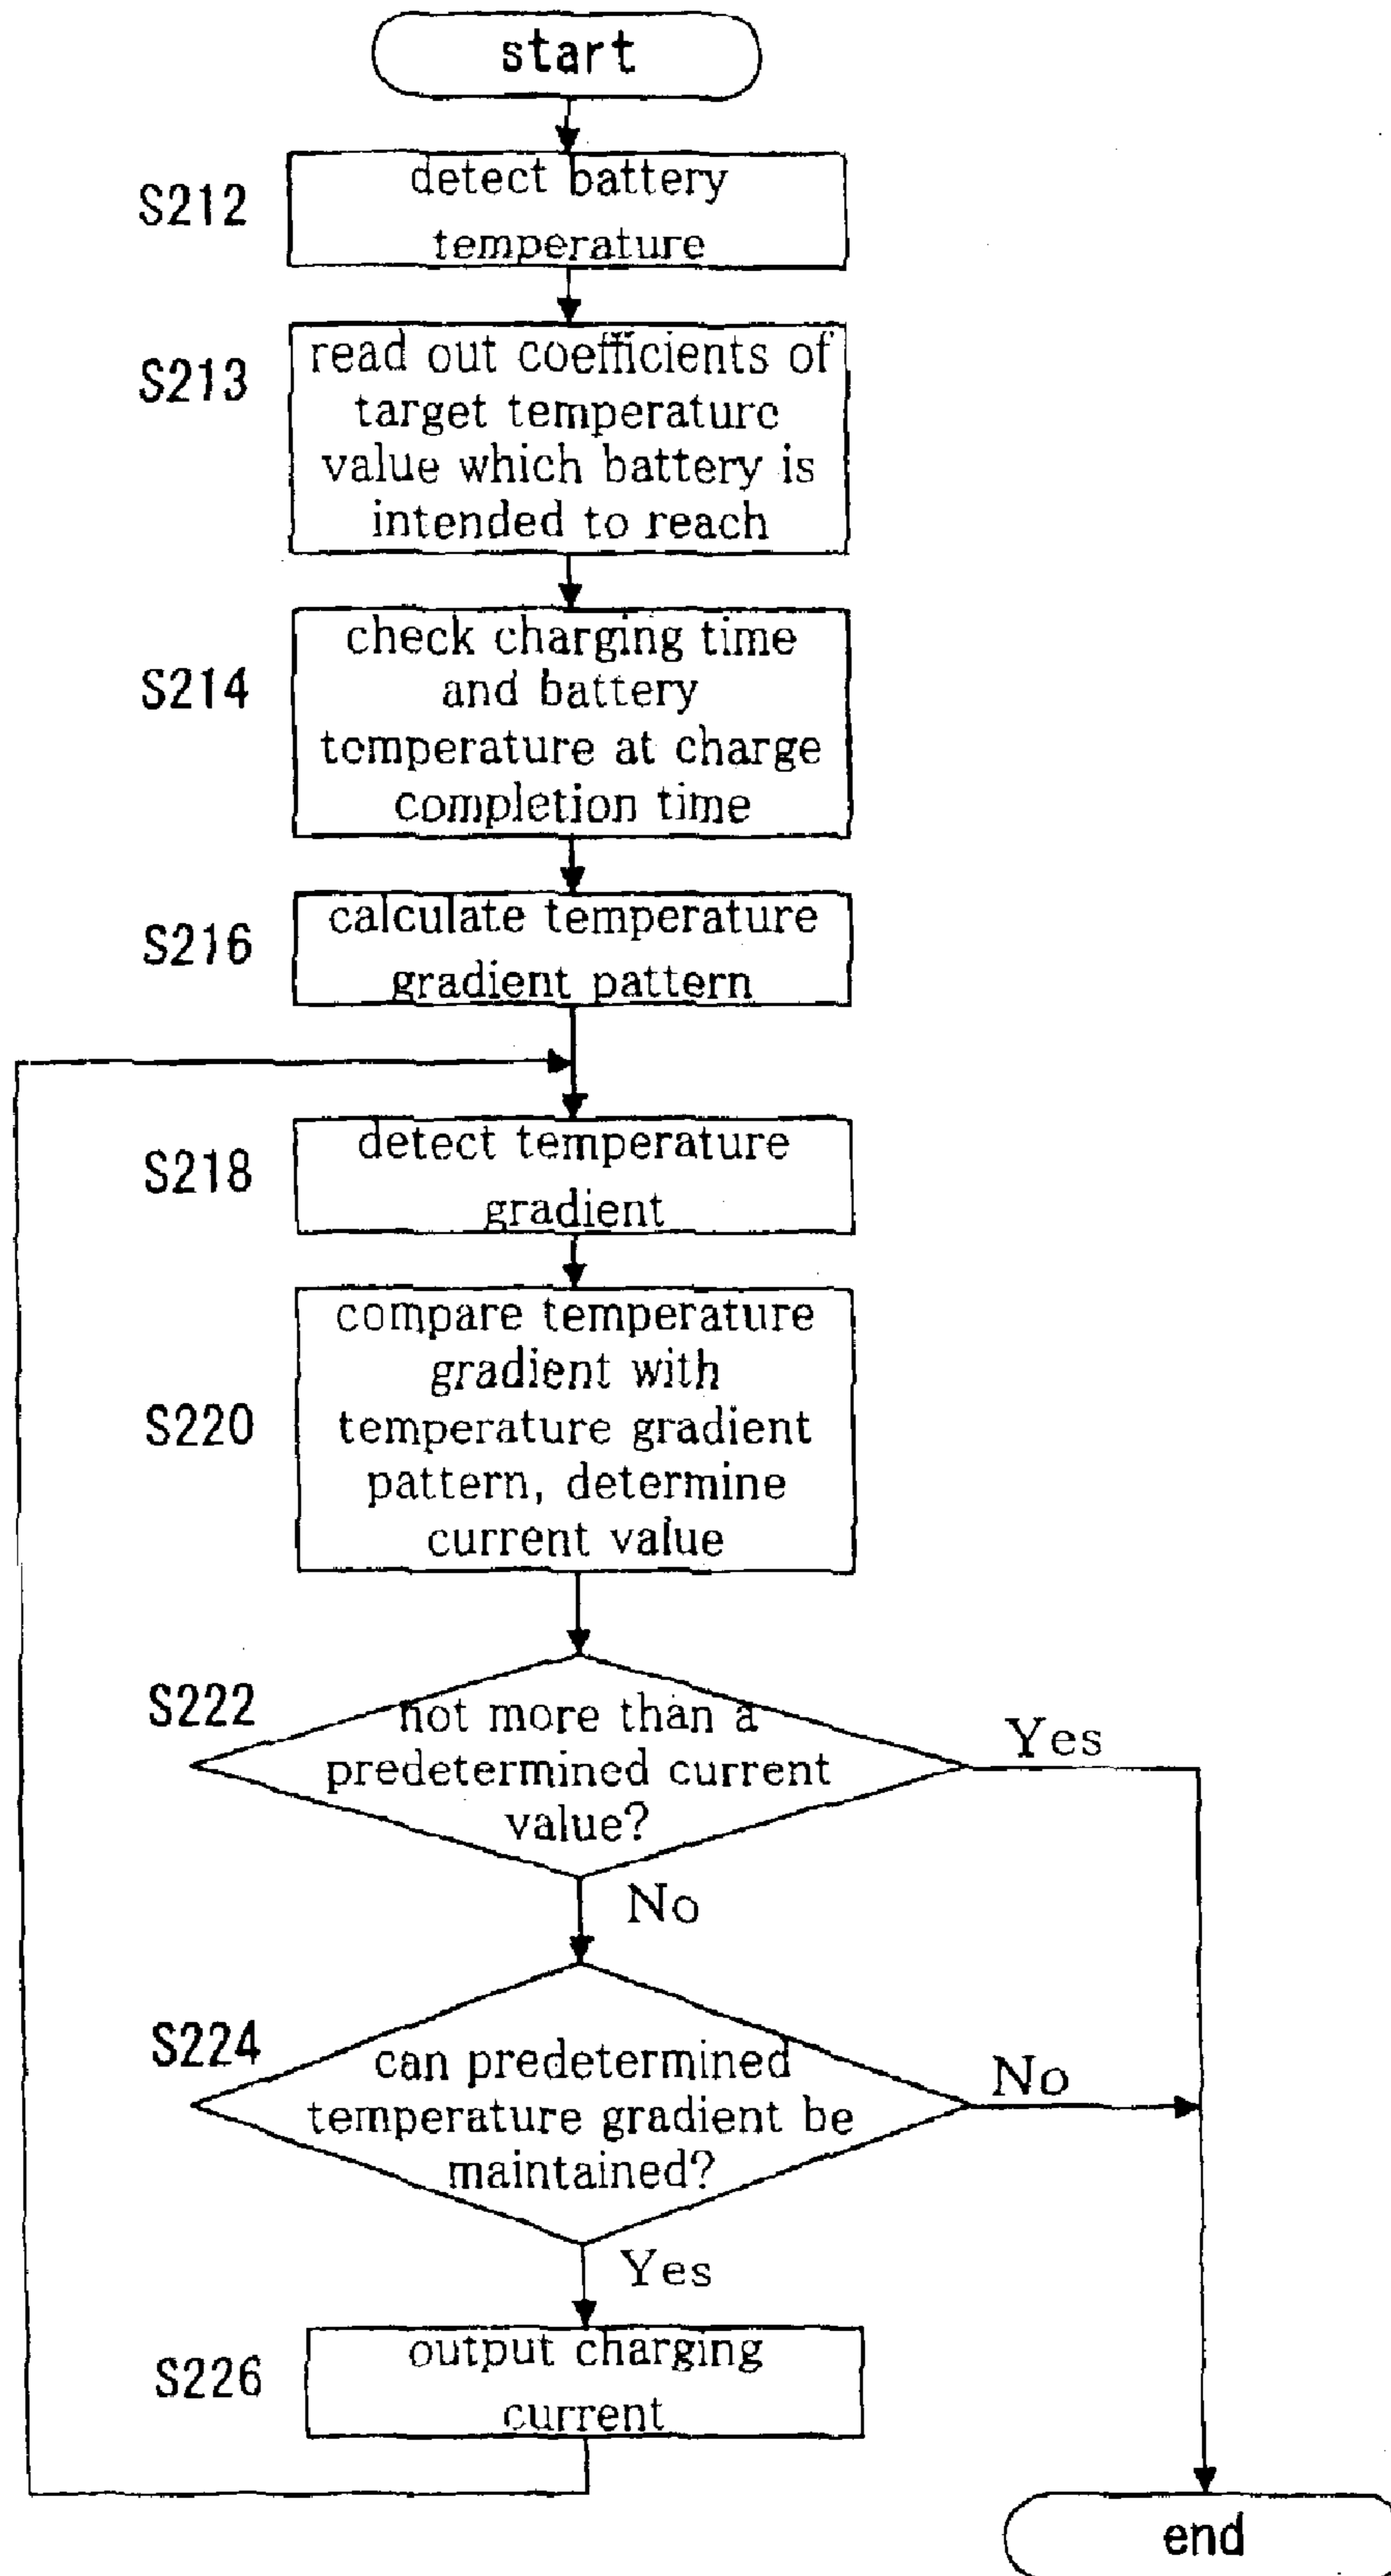 start
S212
detect battery
temperature
S213
read out coefficients of
target temperature
value which battery is
intended to reach
S214
check charging time
and battery
temperature at charge
completion time
S216
calculate temperature
gradient pattern
S218
detect temperature
gradient
S220
compare temperature
gradient with
temperature gradient
pattern, determine
current value
S222
not more than a
predetermined current
value?
Yes
No
S224
can predetermined
temperature gradient be
maintained?
No
Yes
S226
output charging
current
end